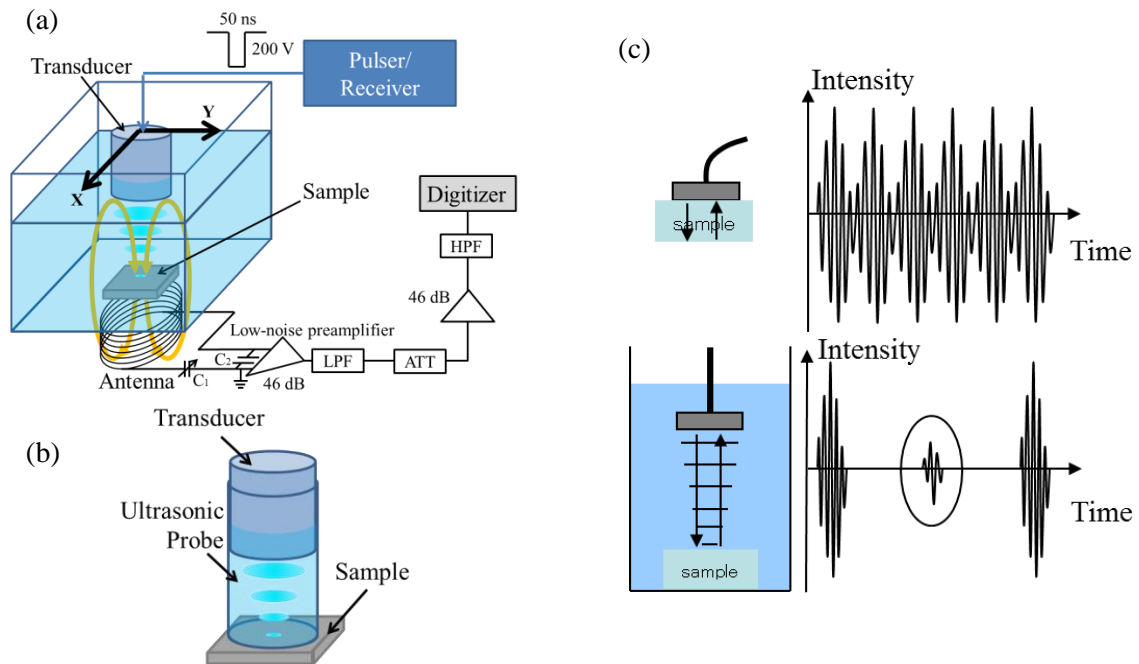 (a)
50 ns
200 V
Pulser/
Receiver
Transducer
Y
X
Sample
Digitizer
HPF
46 dB
Low-noise preamplifier
C2
LPF
ATT
Antenna
C1
46 dB
(b)
Transducer
Ultrasonic
Probe
Sample
(c)
Intensity
sample
Time
Intensity
Time
sample